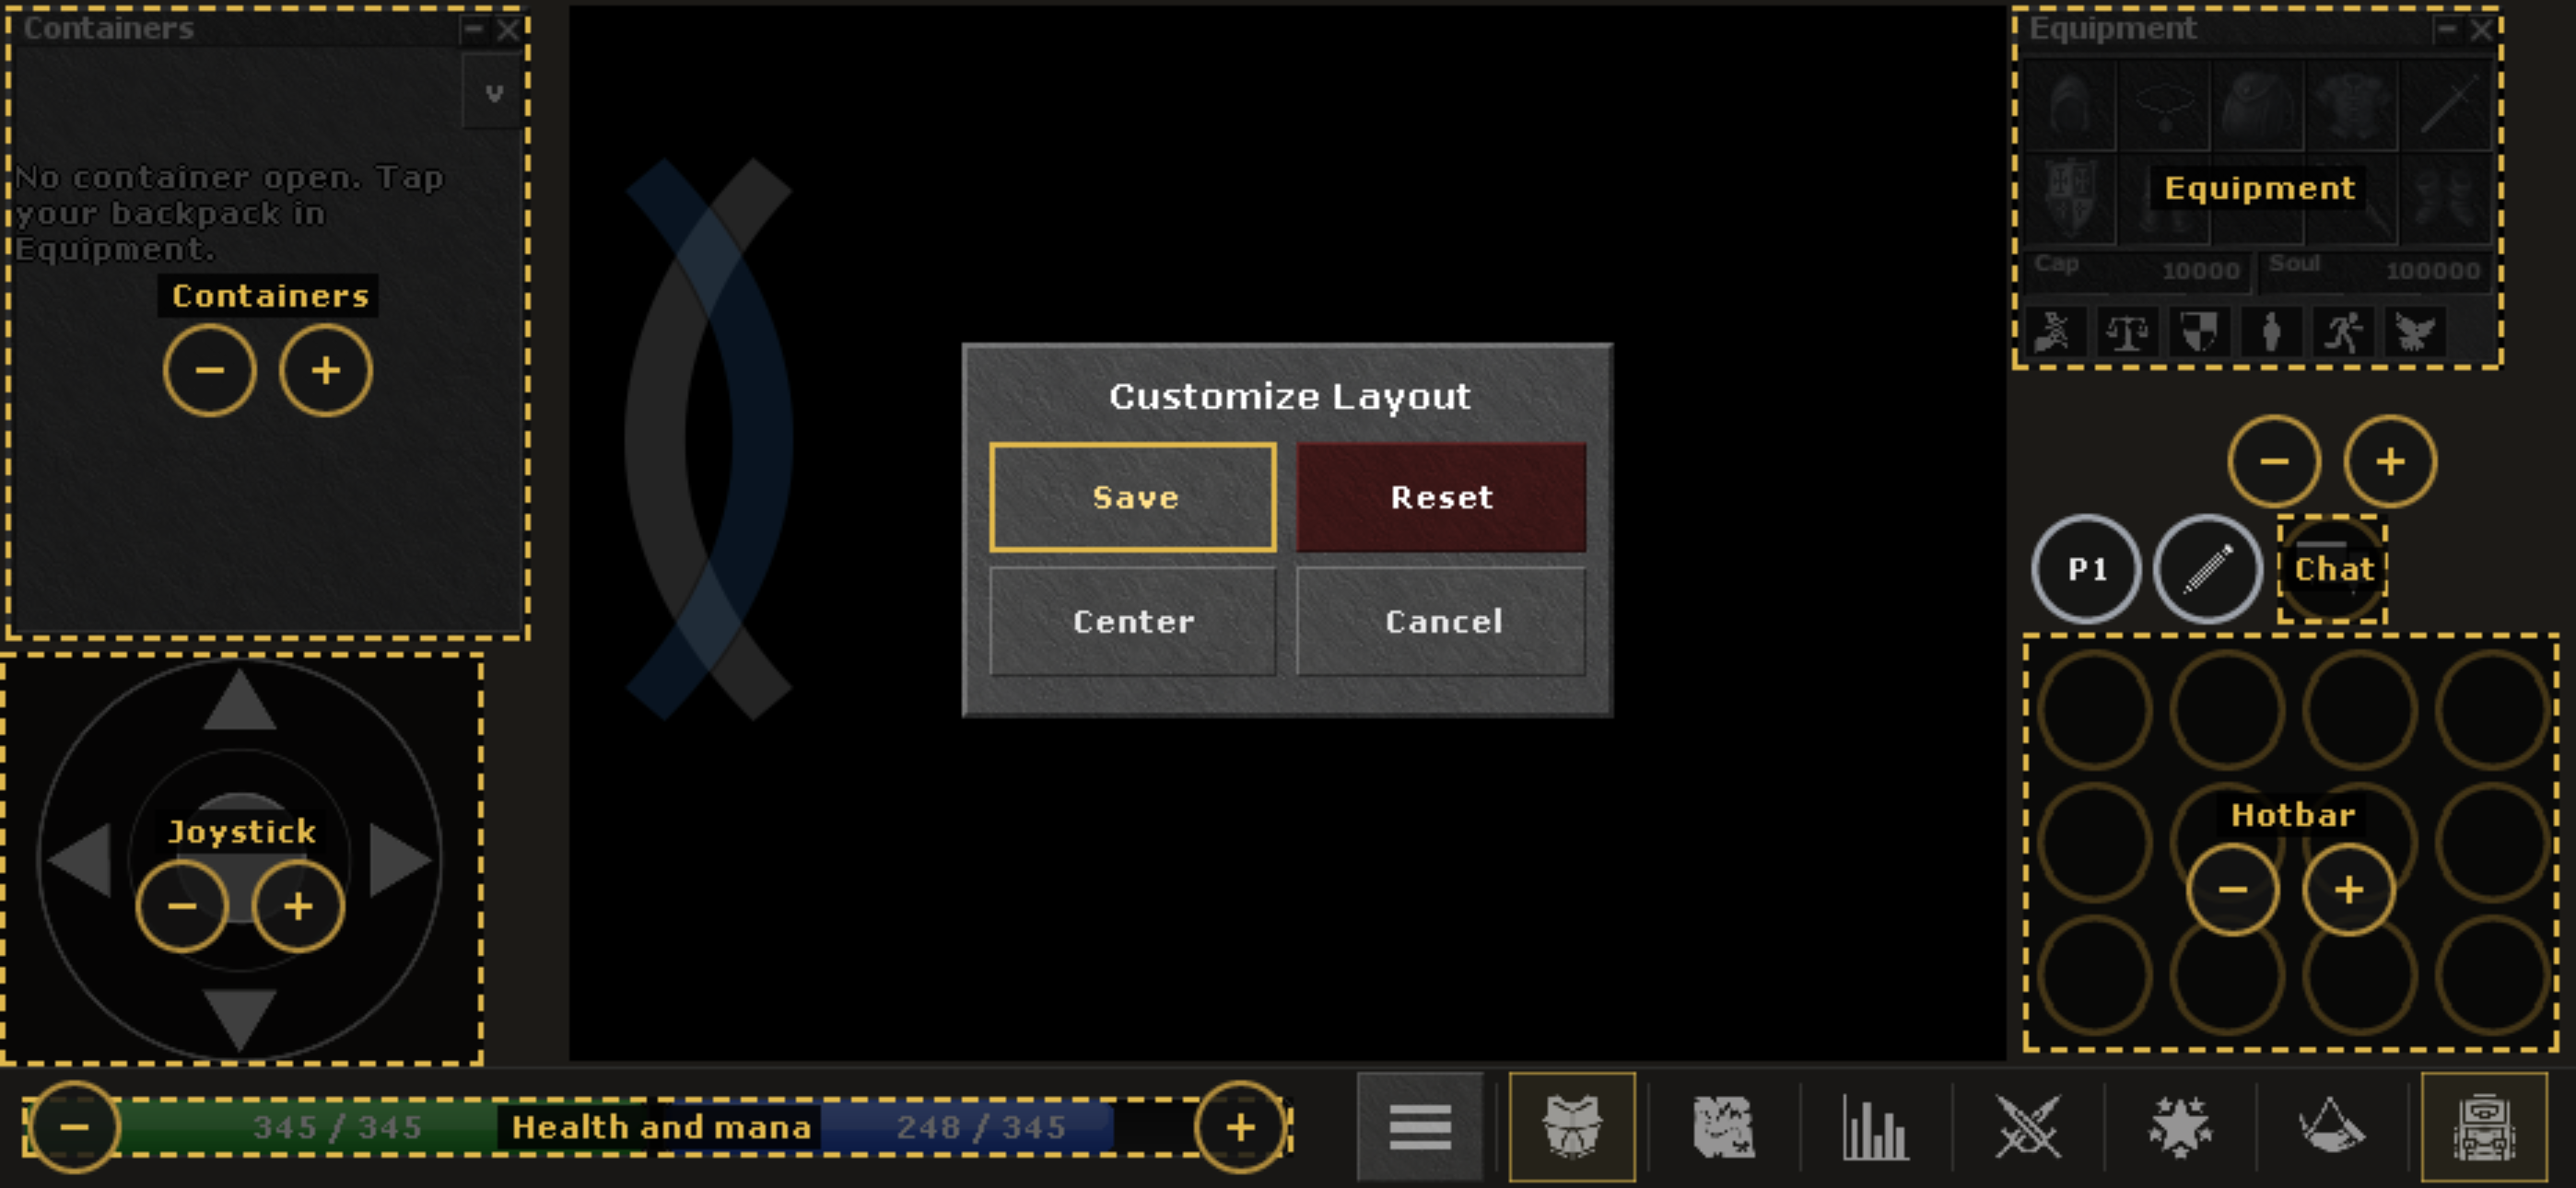 Containers
v
No container open. Tap
your backpack in
Equipment.
Containers
Joystick
345 / 345
Health and mana
248 / 345
Customize Layout
Save
Reset
Center
Cancel
Equipment
Equipment
Cap
10000
Soul
100000
P1
Chat
Hotbar